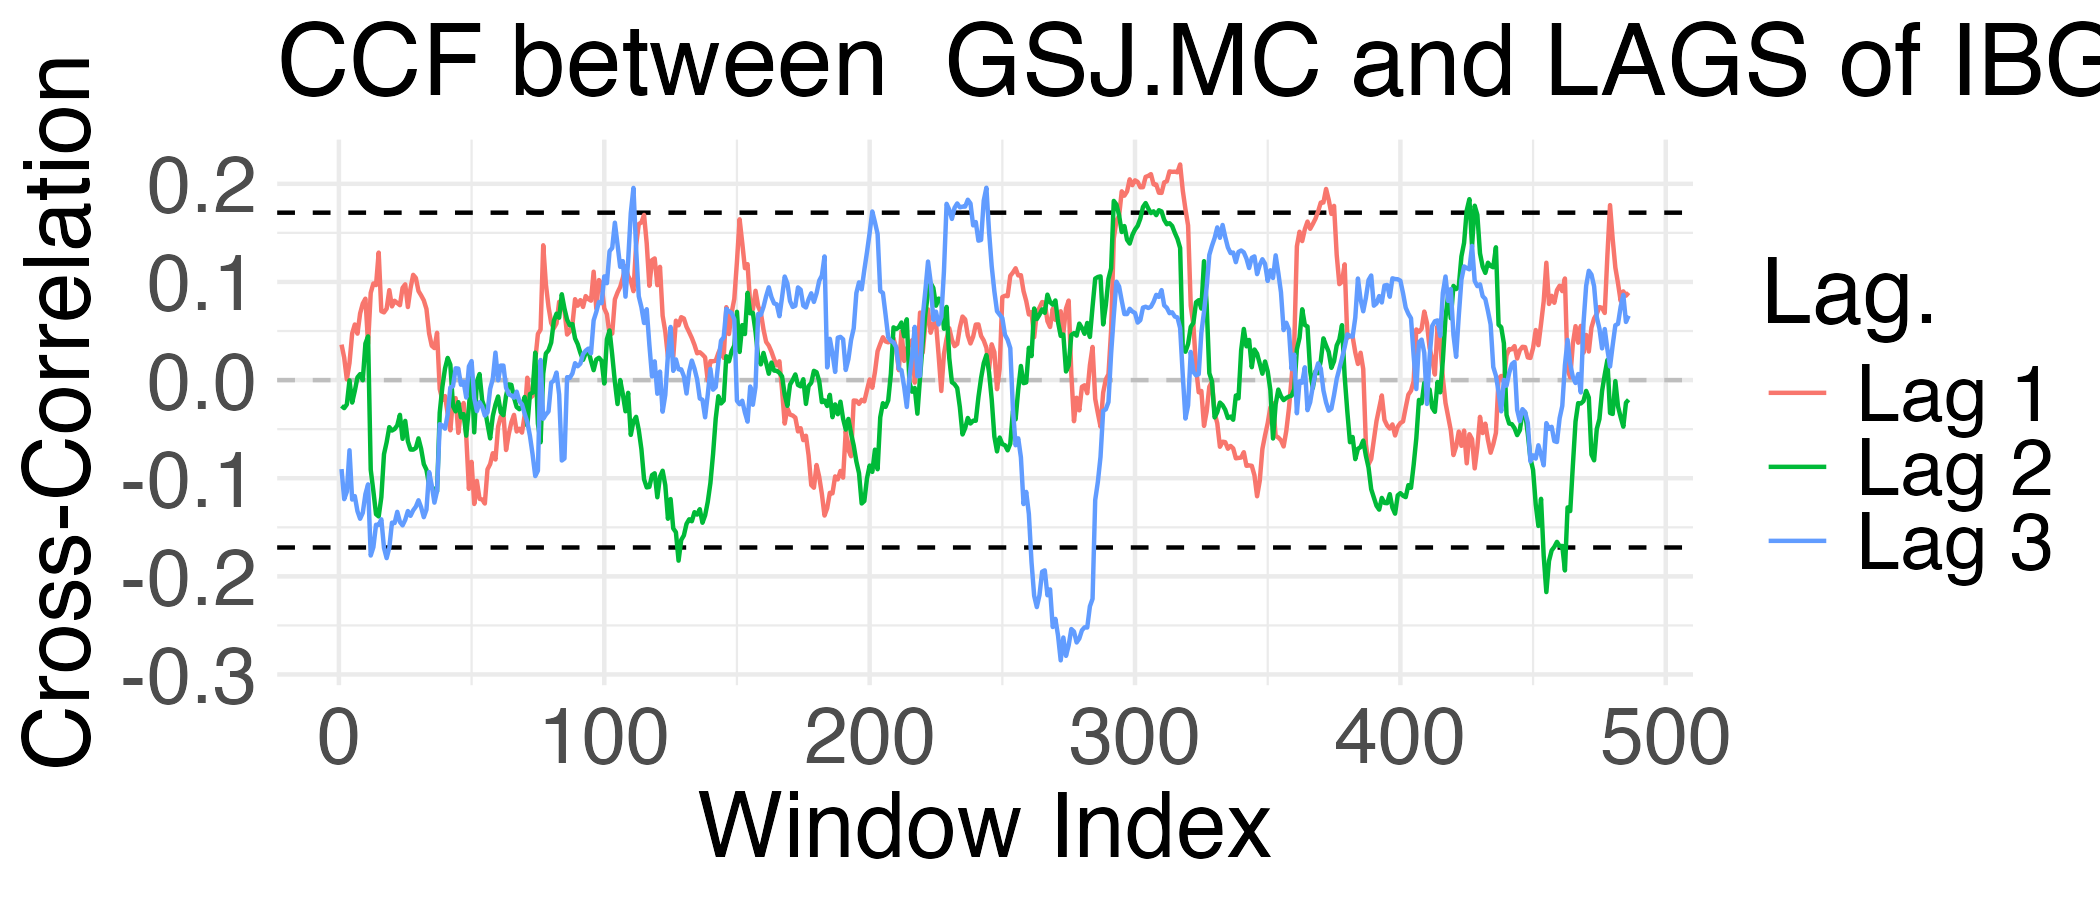 CCF between  GSJ.MC and LAGS of IBG
Cross-Correlation
0.2
0.1
0.0
-0.1
-0.2
-0.3
0 100 200 300 400 500
Window Index
Lag.
Lag 1
Lag 2
Lag 3